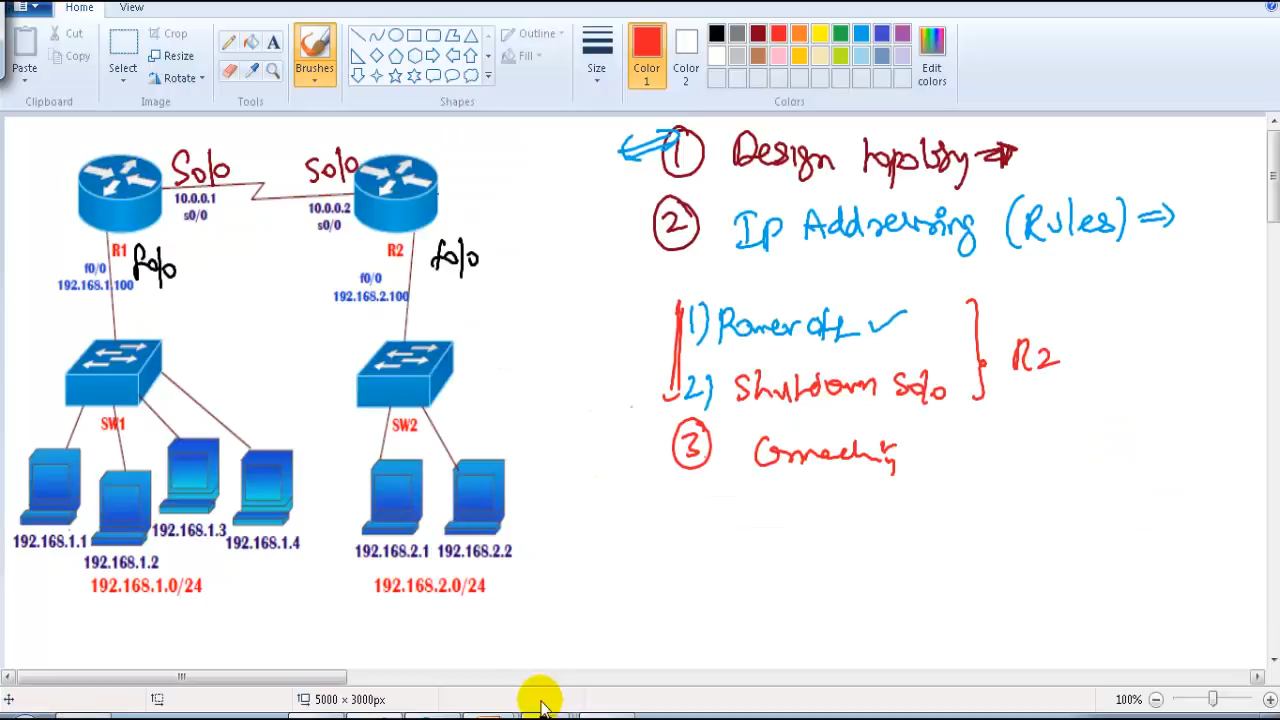 Home View
Cut
Copy
Paste
Clipboard
Crop
Resize
Rotate
Select
Image
Tools
Brushes
Shapes
Outline
Fill
Size
Color 1
Color 2
Edit colors
Colors
S0/0 S0/0
10.0.0.1
s0/0
10.0.0.2
s0/0
R1
R2
f0/0
f0/0
f0/0
192.168.1.100
f0/0
192.168.2.100
SW1
SW2
192.168.1.1
192.168.1.2
192.168.1.3
192.168.1.4
192.168.2.1
192.168.2.2
192.168.1.0/24
192.168.2.0/24
1 Design topology
2 Ip Addressing (Rules) ⇒
1) Power off ✓
2) Shutdown S0/0
R2
3
5000 × 3000px
100%